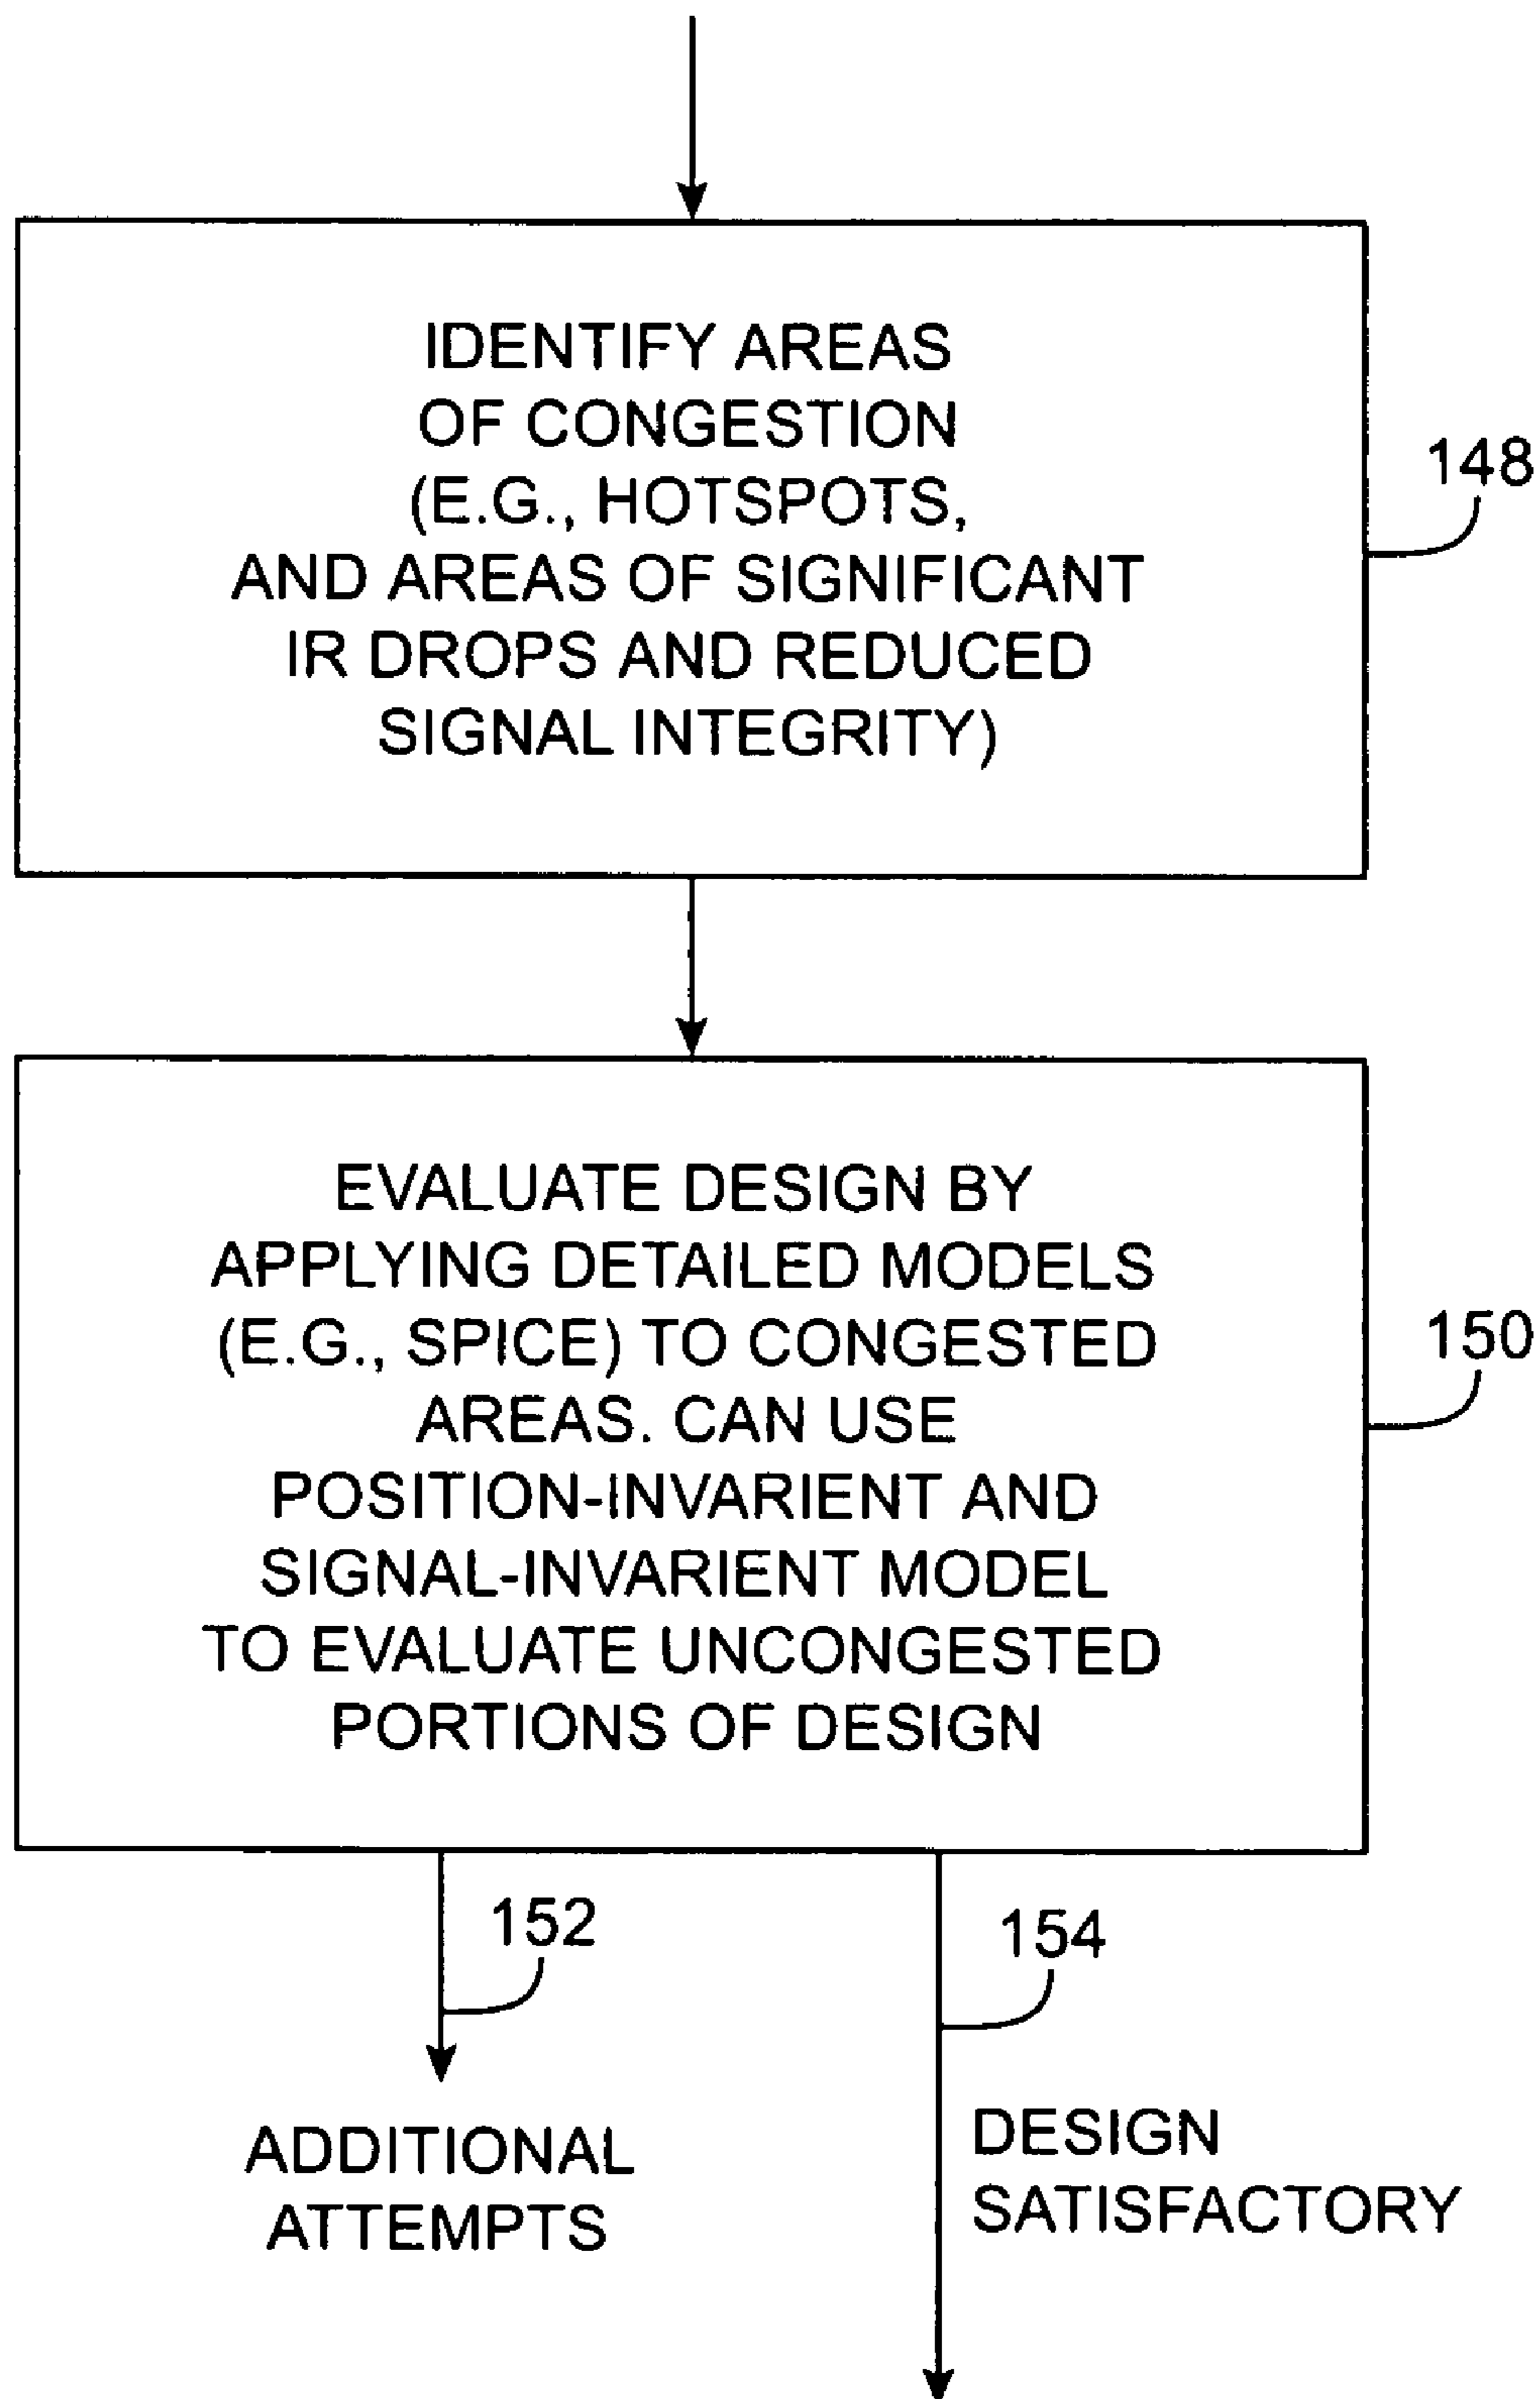 IDENTIFY AREAS
OF CONGESTION
(E.G., HOTSPOTS,
AND AREAS OF SIGNIFICANT
IR DROPS AND REDUCED
SIGNAL INTEGRITY)
148
EVALUATE DESIGN BY
APPLYING DETAILED MODELS
(E.G., SPICE) TO CONGESTED
AREAS. CAN USE
POSITION-INVARIENT AND
SIGNAL-INVARIENT MODEL
TO EVALUATE UNCONGESTED
PORTIONS OF DESIGN
150
152
154
ADDITIONAL
ATTEMPTS
DESIGN
SATISFACTORY